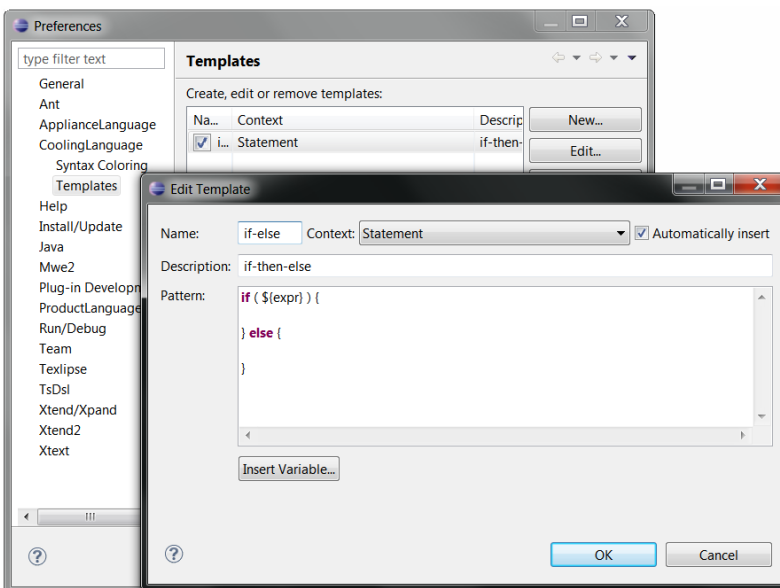 Preferences
type filter text
Templates
General
Ant
ApplianceLanguage
CoolingLanguage
Syntax Coloring
Templates
Help
Install/Update
Java
Mwe2
Plug-in Developn
ProductLanguage
Run/Debug
Team
Texlipse
TsDsl
Xtend/Xpand
Xtend2
Xtext
Create, edit or remove templates:
Na... Context Descrip
i... Statement if-then-
New...
Edit...
Edit Template
Name: if-else Context: Statement Automatically insert
Description: if-then-else
Pattern: if ( ${expr} ) {
} else {
}
Insert Variable...
OK Cancel